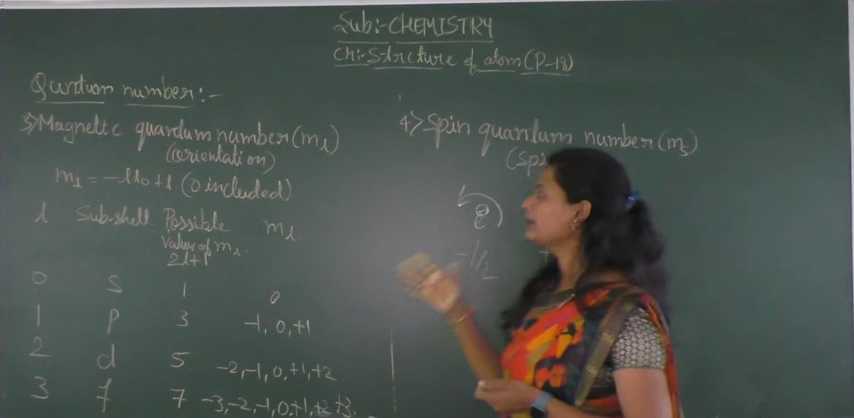 Sub:- CHEMISTRY
Ch:- Strcture of atom (P-18)
Quantum number :-
3) Magnetic quantum number (ml)
(orientation)
ml = -l to +l (0 included)
l Sub-shell Possible value of ml 2l+1 ml
0 s 1 0
1 p 3 -1, 0, +1
2 d 5 -2, -1, 0, +1, +2
3 f 7 -3, -2, -1, 0, +1, +2 +3
4) Spin quantum number (ms)
e
-1/2